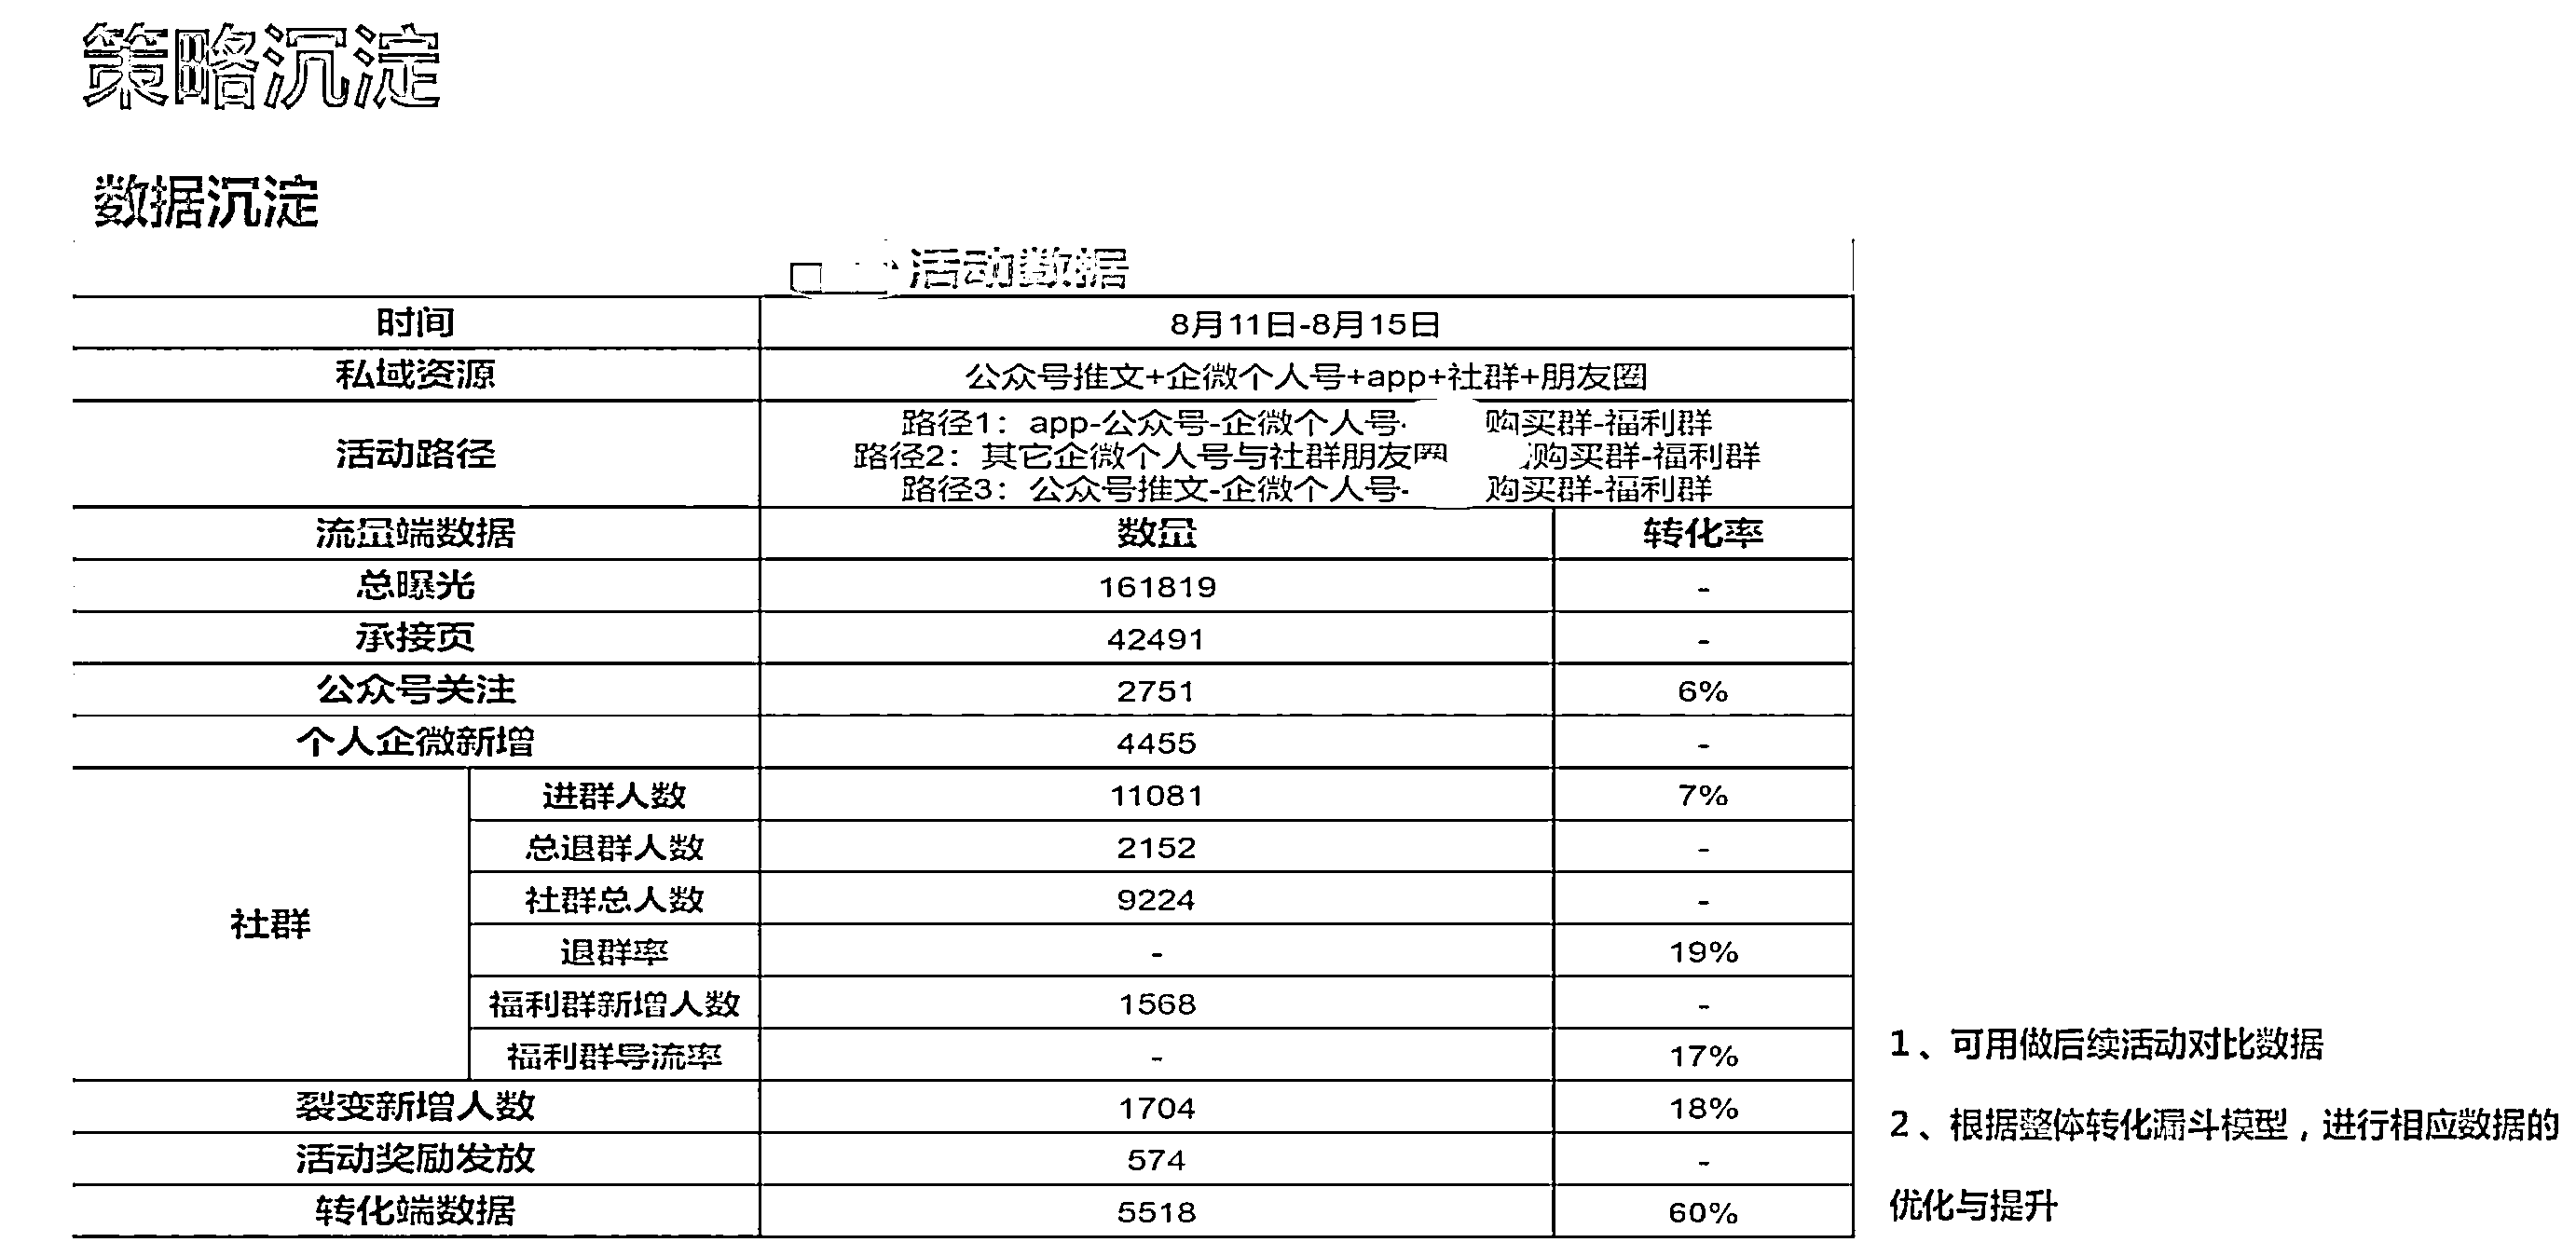 策略沉淀
数据沉淀
活动数据
时间 8月11日-8月15日
私域资源 公众号推文+企微个人号+app+社群+朋友圈
活动路径
路径1：app-公众号-企微个人号- 购买群-福利群
路径2：其它企微个人号与社群朋友圈 购买群-福利群
路径3：公众号推文-企微个人号- 购买群-福利群
流量端数据 数量 转化率
总曝光 161819 -
承接页 42491 -
公众号关注 2751 6%
个人企微新增 4455 -
社群
进群人数 11081 7%
总退群人数 2152 -
社群总人数 9224 -
退群率 - 19%
福利群新增人数 1568 -
福利群导流率 - 17%
裂变新增人数 1704 18%
活动奖励发放 574 -
转化端数据 5518 60%
1、可用做后续活动对比数据
2、根据整体转化漏斗模型，进行相应数据的
优化与提升